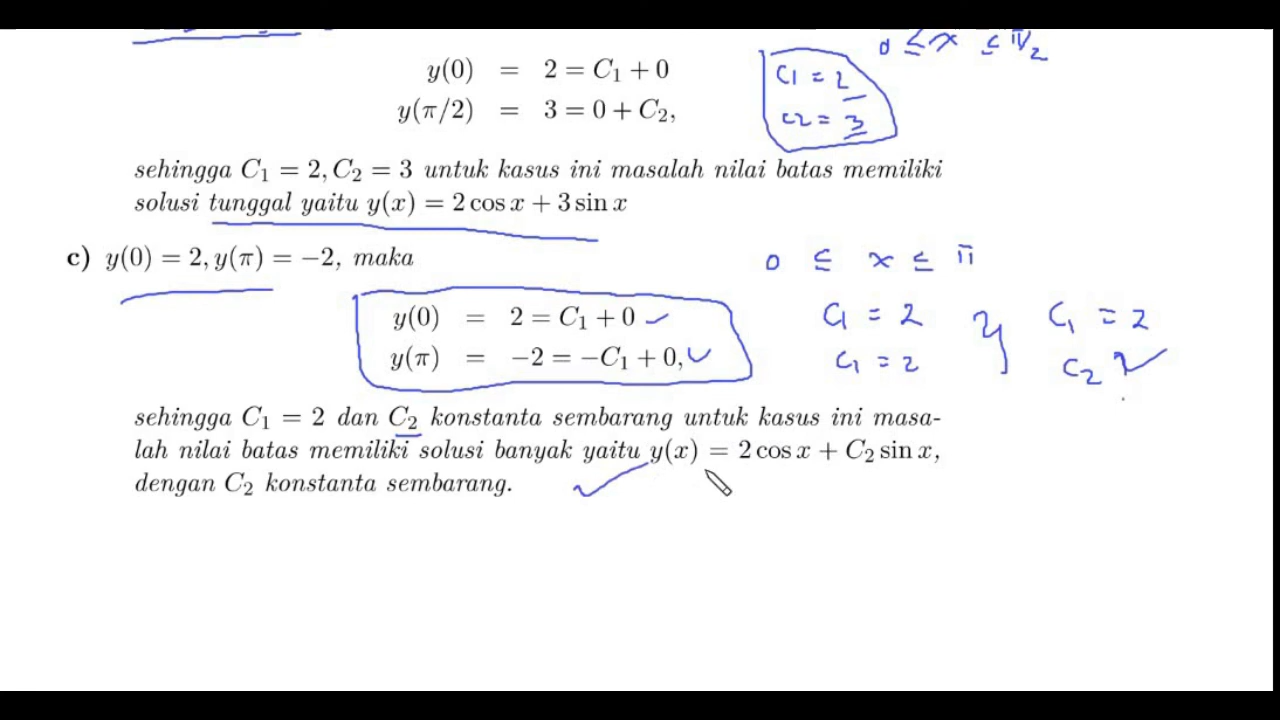 0 ≤ x ≤ π/2
y(0) = 2 = C₁ + 0
C1 = 2
y(π/2) = 3 = 0 + C₂,
C2 = 3
sehingga C₁ = 2, C₂ = 3 untuk kasus ini masalah nilai batas memiliki
solusi tunggal yaitu y(x) = 2 cos x + 3 sin x
c) y(0) = 2, y(π) = −2, maka
0 ≤ x ≤ π
y(0) = 2 = C₁ + 0
C₁ = 2
C₁ = 2
y(π) = −2 = −C₁ + 0,
C₁ = 2
C₂
sehingga C₁ = 2 dan C₂ konstanta sembarang untuk kasus ini masa-
lah nilai batas memiliki solusi banyak yaitu y(x) = 2 cos x + C₂ sin x,
dengan C₂ konstanta sembarang.